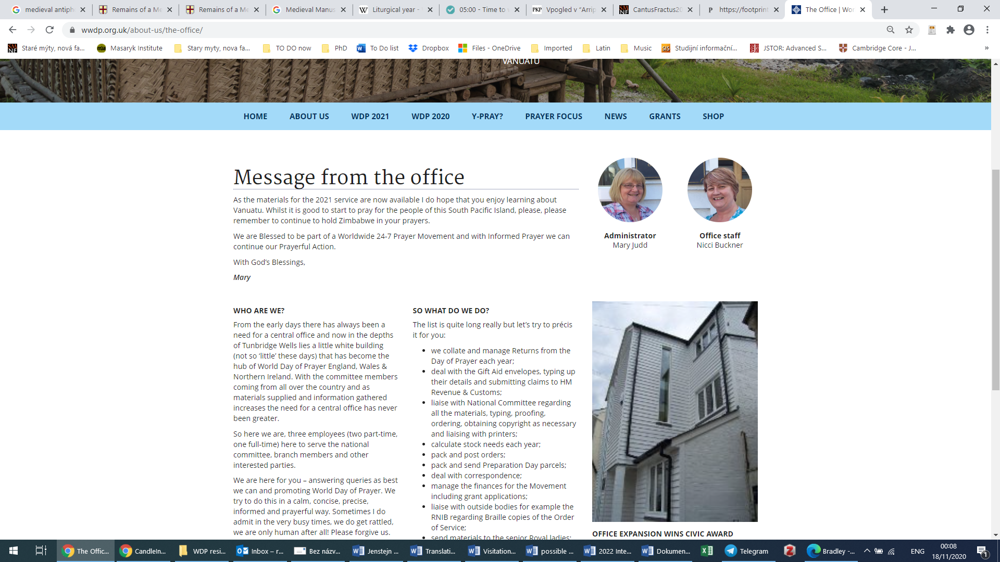 medieval antiph
Remains of a Me
Remains of a Me
Medieval Manus
Liturgical year -
05:00 - Time to
Vpogled v “Arrip
CantusFractus20
https://footprint
The Office | Wor
wwdp.org.uk/about-us/the-office/
Staré mýty, nová fa...
Masaryk Institute
Stary myty, nova fa...
TO DO now
PhD
To Do list
Dropbox
Files - OneDrive
Imported
Latin
Music
Studijní informační...
JSTOR: Advanced S...
Cambridge Core - J...
VANUATU
HOME ABOUT US WDP 2021 WDP 2020 Y-PRAY? PRAYER FOCUS NEWS GRANTS SHOP
Message from the office
As the materials for the 2021 service are now available I do hope that you enjoy learning about
Vanuatu. Whilst it is good to start to pray for the people of this South Pacific Island, please, please
remember to continue to hold Zimbabwe in your prayers.
We are Blessed to be part of a Worldwide 24-7 Prayer Movement and with Informed Prayer we can
continue our Prayerful Action.
With God’s Blessings,
Mary
Administrator
Mary Judd
Office staff
Nicci Buckner
WHO ARE WE?
From the early days there has always been a
need for a central office and now in the depths
of Tunbridge Wells lies a little white building
(not so ‘little’ these days) that has become the
hub of World Day of Prayer England, Wales &
Northern Ireland. With the committee members
coming from all over the country and as
materials supplied and information gathered
increases the need for a central office has never
been greater.
So here we are, three employees (two part-time,
one full-time) here to serve the national
committee, branch members and other
interested parties.
We are here for you – answering queries as best
we can and promoting World Day of Prayer. We
try to do this in a calm, concise, precise,
informed and prayerful way. Sometimes I do
admit in the very busy times, we do get rattled,
we are only human after all! Please forgive us.
SO WHAT DO WE DO?
The list is quite long really but let’s try to précis
it for you:
• we collate and manage Returns from the
Day of Prayer each year;
• deal with the Gift Aid envelopes, typing up
their details and submitting claims to HM
Revenue & Customs;
• liaise with National Committee regarding
all the materials, typing, proofing,
ordering, obtaining copyright as necessary
and liaising with printers;
• calculate stock needs each year;
• pack and post orders;
• pack and send Preparation Day parcels;
• deal with correspondence;
• manage the finances for the Movement
including grant applications;
• liaise with outside bodies for example the
RNIB regarding Braille copies of the Order
of Service;
• send materials to the senior Royal ladies;
OFFICE EXPANSION WINS CIVIC AWARD
The Offic...
CandleIn...
WDP resi...
Inbox – r...
Bez názv...
Jenstejn ...
Translati...
Visitation...
possible ...
2022 Inte...
Dokumen...
Telegram
Bradley -...
ENG
00:08
18/11/2020
1